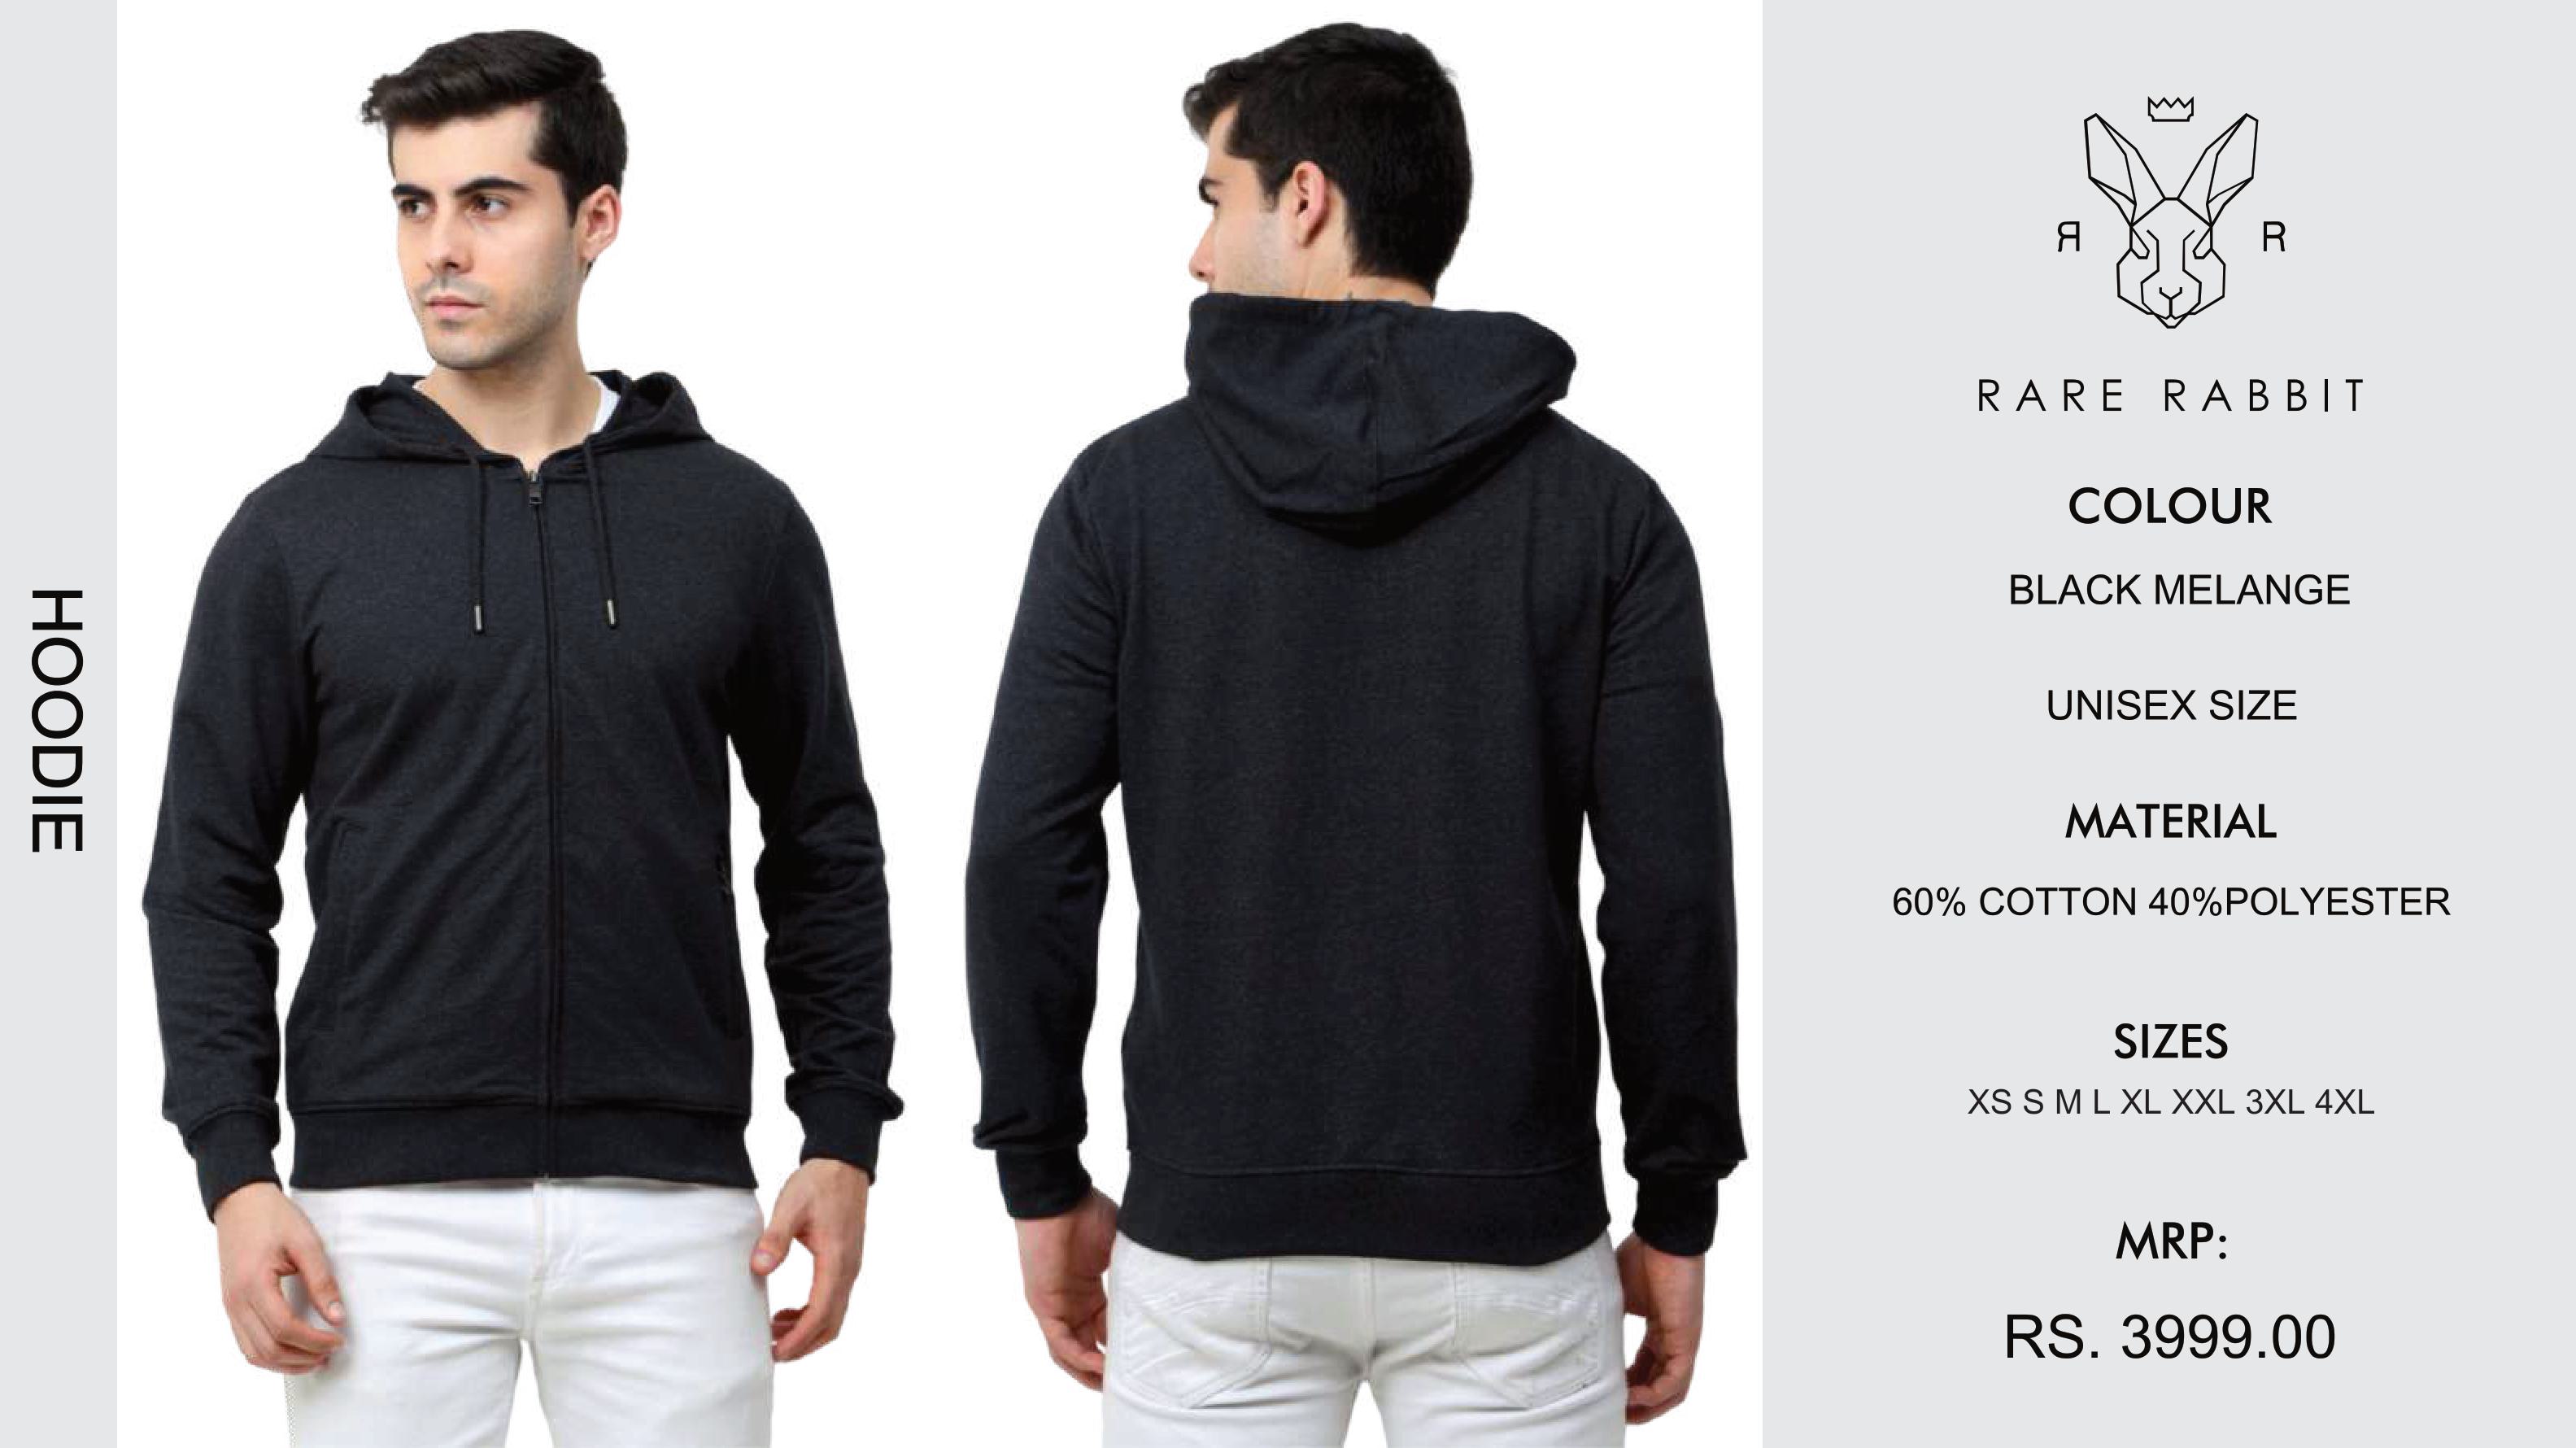 HOODIE
R R
RARE RABBIT
COLOUR
BLACK MELANGE
UNISEX SIZE
MATERIAL
60% COTTON 40%POLYESTER
SIZES
XS S M L XL XXL 3XL 4XL
MRP:
RS. 3999.00